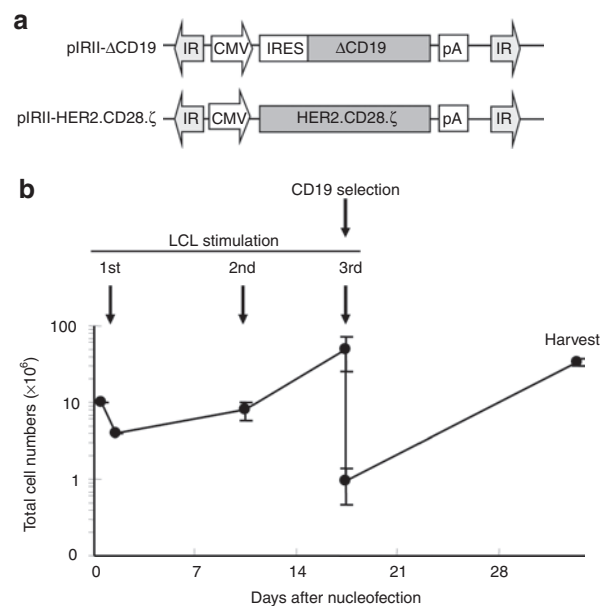 a
pIRII-ΔCD19 IR CMV IRES ΔCD19 pA IR
pIRII-HER2.CD28.ζ IR CMV HER2.CD28.ζ pA IR
b
CD19 selection
LCL stimulation
1st 2nd 3rd
Harvest
Total cell numbers (×10⁶)
100
10
1
0
0 7 14 21 28
Days after nucleofection